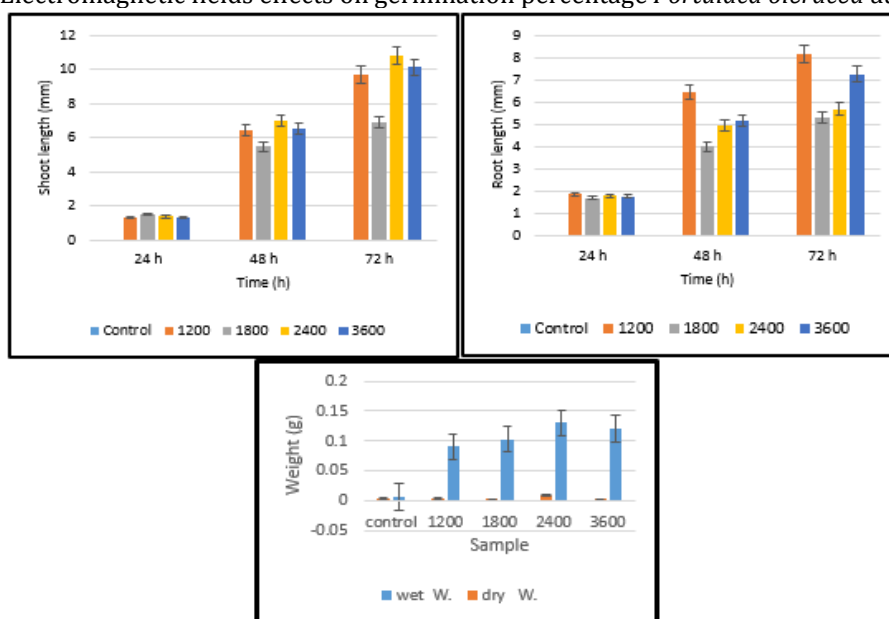 Electromagnetic fields effects on germination percentage Portulaca oleracea
12
10
8
6
4
2
0
Shoot length (mm)
24 h 48 h 72 h
Time (h)
Control 1200 1800 2400 3600
9
8
7
6
5
4
3
2
1
0
Root length (mm)
24 h 48 h 72 h
Time (h)
Control 1200 1800 2400 3600
0.2
0.15
0.1
0.05
0
-0.05
Weight (g)
control 1200 1800 2400 3600
Sample
wet W. dry W.